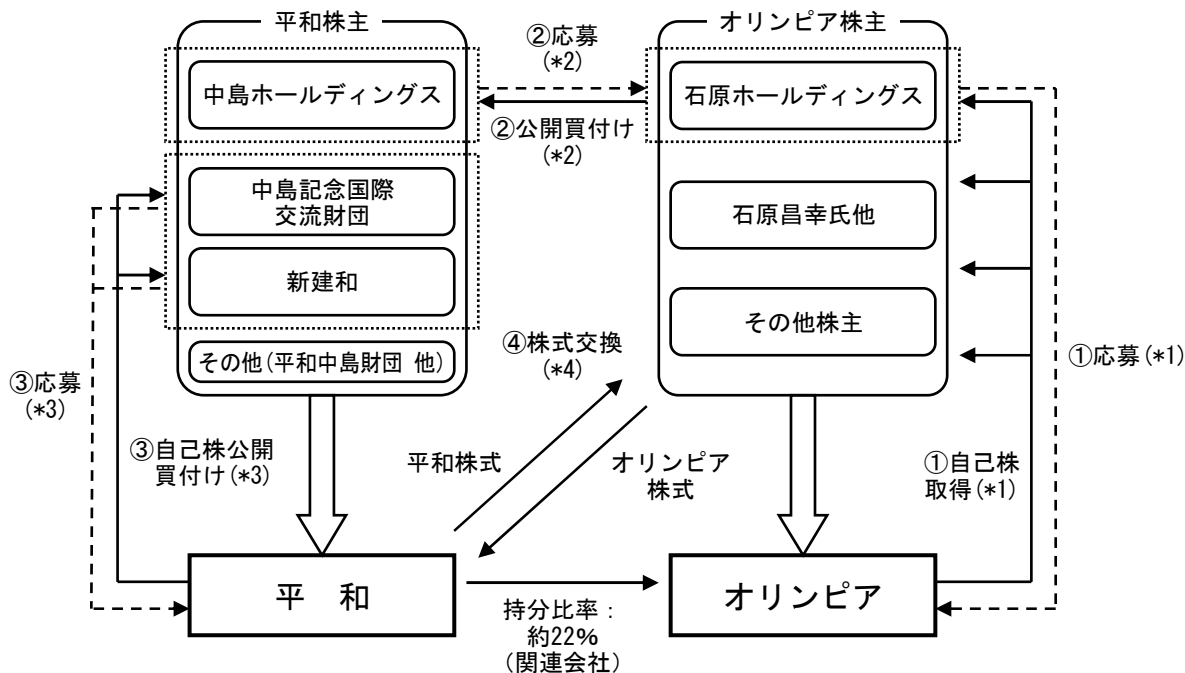 平和株主
オリンピア株主
②応募
(*2)
中島ホールディングス
石原ホールディングス
②公開買付け
(*2)
中島記念国際
交流財団
石原昌幸氏他
新建和
その他株主
④株式交換
(*4)
その他(平和中島財団 他)
③応募
(*3)
①応募(*1)
③自己株公開
買付け(*3)
平和株式
オリンピア
株式
①自己株
取得(*1)
平 和
オリンピア
持分比率：
約22%
（関連会社）